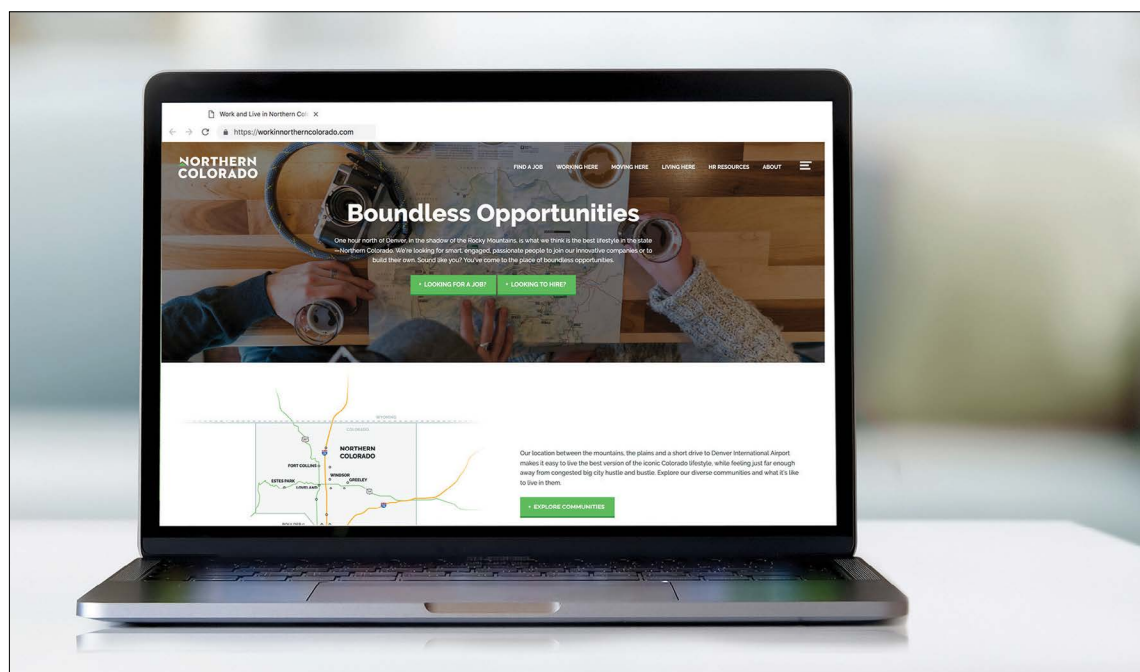 Work and Live in Northern Col
https://workinnortherncolorado.com
NORTHERN
COLORADO
FIND A JOB WORKING HERE MOVING HERE LIVING HERE HR RESOURCES ABOUT
Boundless Opportunities
One hour north of Denver, in the shadow of the Rocky Mountains, is what we think is the best lifestyle in the state
—Northern Colorado. We're looking for smart, engaged, passionate people to join our innovative companies or to
build their own. Sound like you? You've come to the place of boundless opportunities.
LOOKING FOR A JOB? LOOKING TO HIRE?
WYOMING
COLORADO
NORTHERN
COLORADO
FORT COLLINS
WINDSOR
ESTES PARK
LOVELAND
GREELEY
Our location between the mountains, the plains and a short drive to Denver International Airport
makes it easy to live the best version of the iconic Colorado lifestyle, while feeling just far enough
away from congested big city hustle and bustle. Explore our diverse communities and what it's like
to live in them.
EXPLORE COMMUNITIES